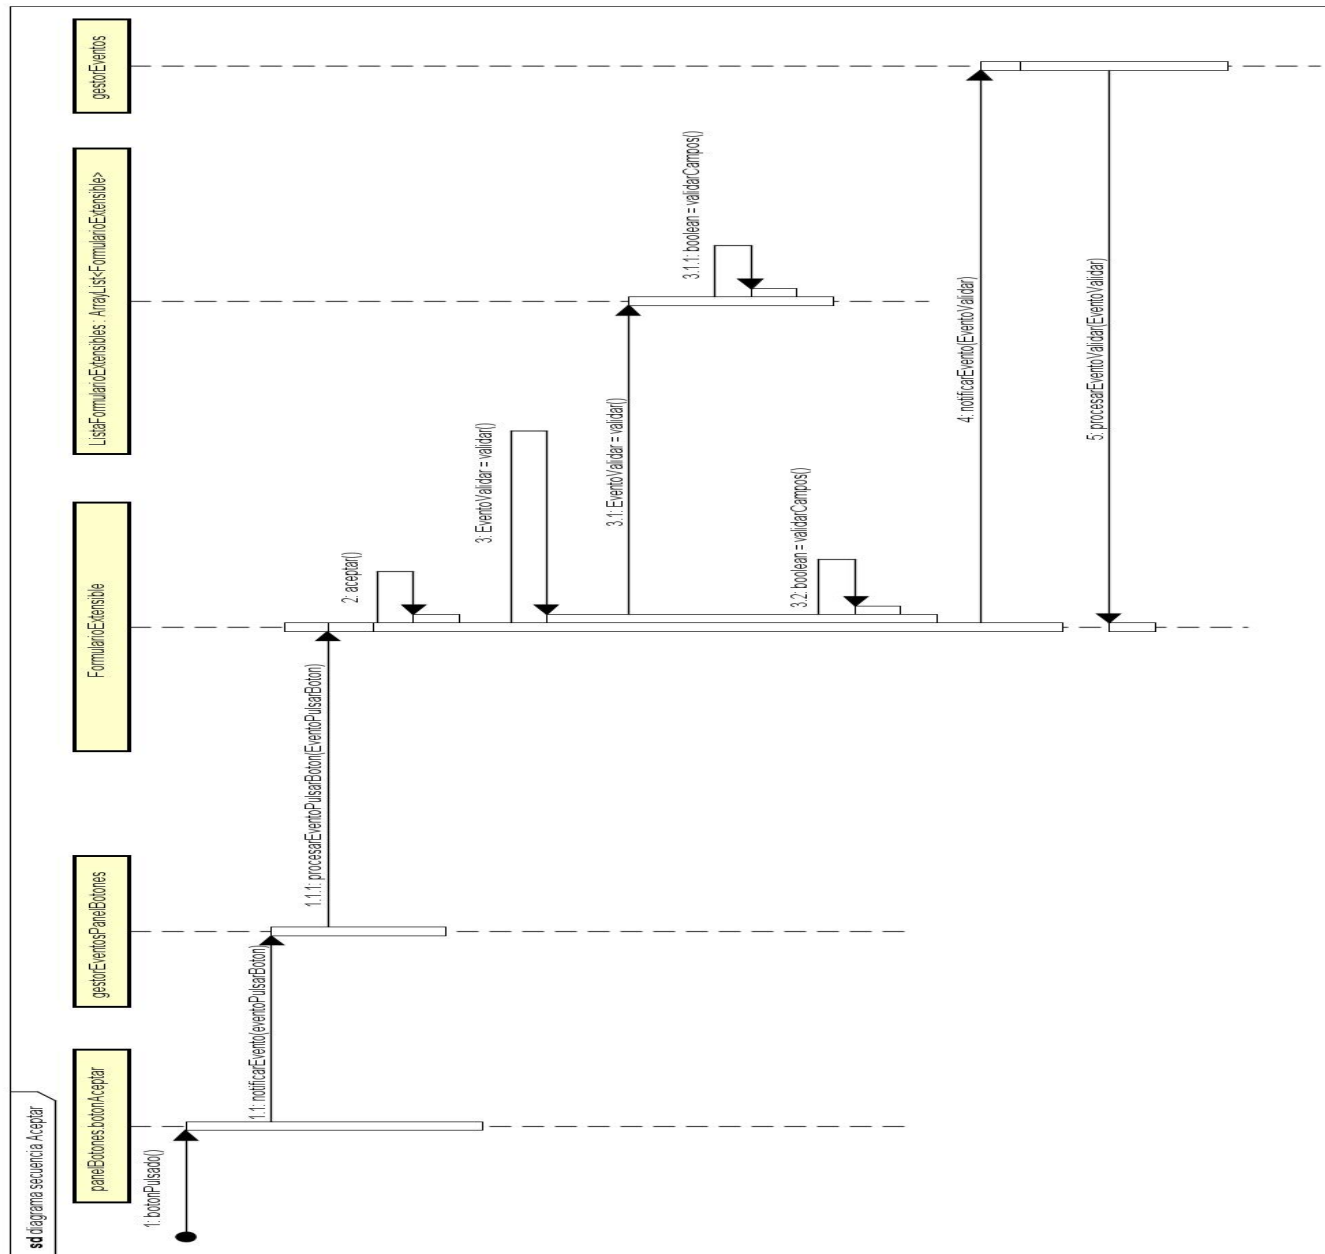 sd diagrama secuencia Aceptar
panelBotones.botonAceptar
gestorEventosPanelBotones
FormularioExtensible
ListaFormularioExtensibles : ArrayList<FormularioExtensible>
gestorEventos
1: botonPulsado()
1.1: notificarEvento(eventoPulsarBoton)
1.1.1: procesarEventoPulsarBoton(EventoPulsarBoton)
2: aceptar()
3: EventoValidar = validar()
3.1: EventoValidar = validar()
3.1.1: boolean = validarCampos()
3.2: boolean = validarCampos()
4: notificarEvento(EventoValidar)
5: procesarEventoValidar(EventoValidar)